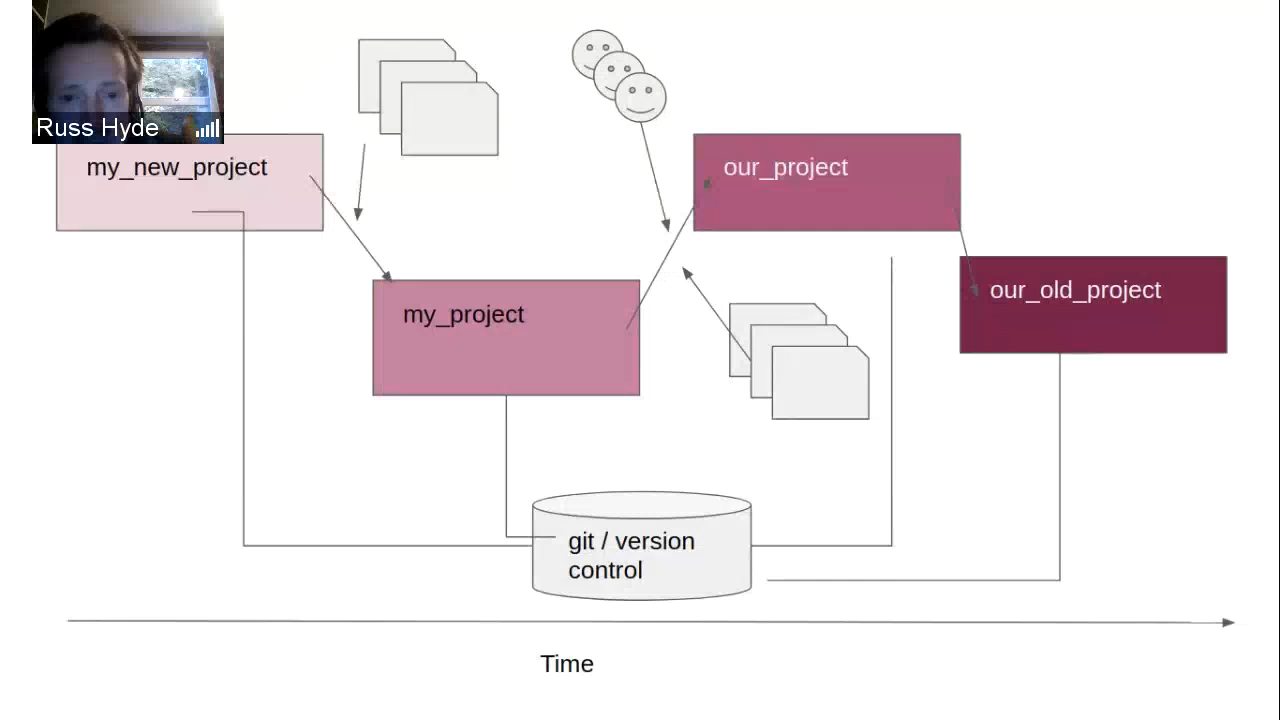 Russ Hyde
my_new_project
our_project
our_old_project
my_project
git / version
control
Time